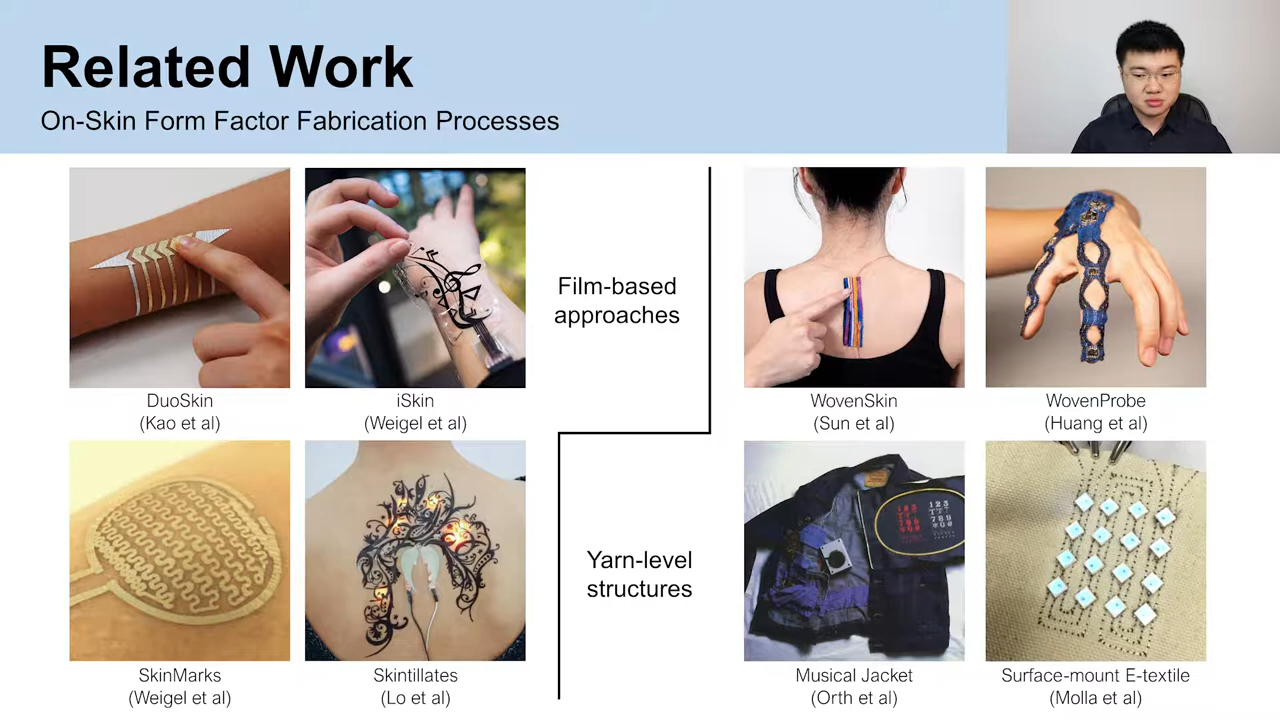 Related Work
On-Skin Form Factor Fabrication Processes
DuoSkin
(Kao et al)
iSkin
(Weigel et al)
Film-based
approaches
WovenSkin
(Sun et al)
WovenProbe
(Huang et al)
SkinMarks
(Weigel et al)
Skintillates
(Lo et al)
Yarn-level
structures
Musical Jacket
(Orth et al)
Surface-mount E-textile
(Molla et al)